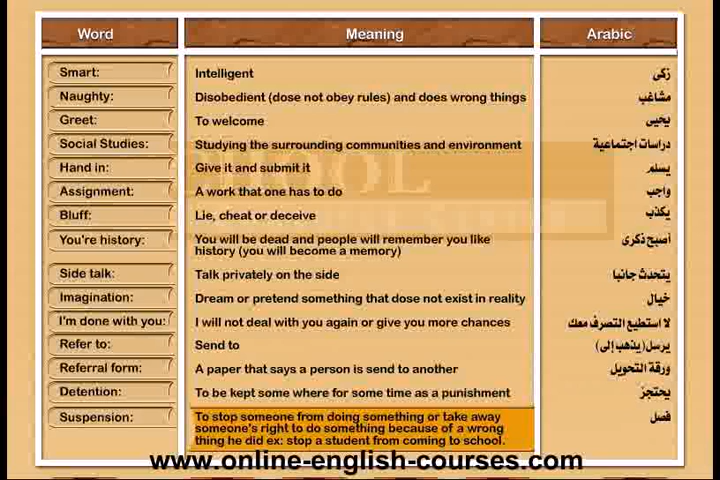 Word Meaning Arabic
Smart: Intelligent زكى
Naughty: Disobedient (dose not obey rules) and does wrong things مشاغب
Greet: To welcome يحيى
Social Studies: Studying the surrounding communities and environment دراسات اجتماعية
Hand in: Give it and submit it يسلم
Assignment: A work that one has to do واجب
Bluff: Lie, cheat or deceive يكذب
You're history: You will be dead and people will remember you like أصبح ذكرى
history (you will become a memory)
Side talk: Talk privately on the side يتحدث جانبا
Imagination: Dream or pretend something that dose not exist in reality خيال
I'm done with you: I will not deal with you again or give you more chances لا استطيع التصرف معك
Refer to: Send to يرسل(يذهب إلى)
Referral form: A paper that says a person is send to another ورقة التحويل
Detention: To be kept some where for some time as a punishment يحتجز
Suspension: To stop someone from doing something or take away فصل
someone's right to do something because of a wrong
thing he did ex: stop a student from coming to school.
www.online-english-courses.com